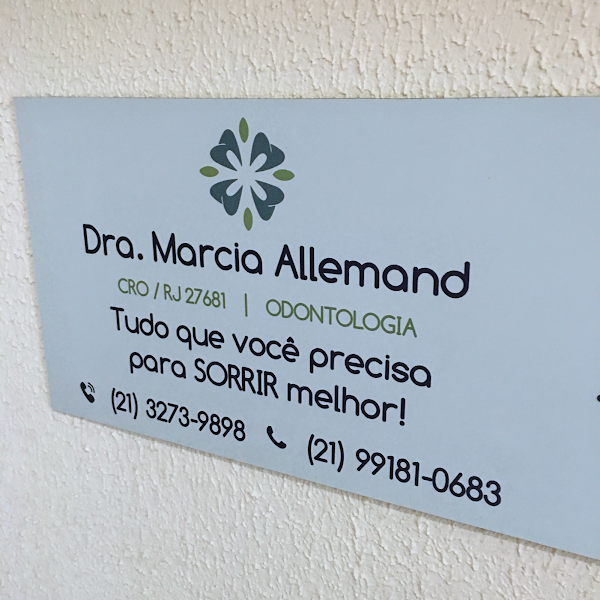 Dra. Marcia Allemand
CRO / RJ 27681 | ODONTOLOGIA
Tudo que você precisa
para SORRIR melhor!
(21) 3273-9898 (21) 99181-0683